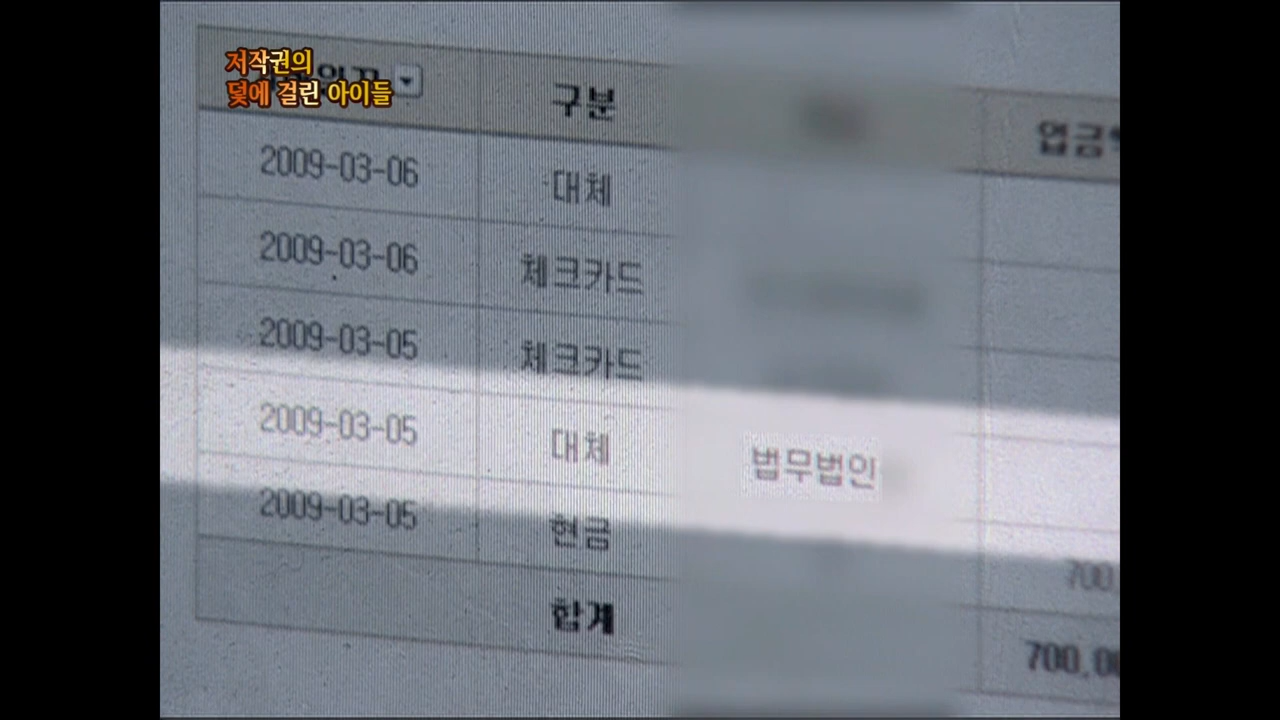 저작권의
덫에 걸린 아이들
구분
2009-03-06 대체
2009-03-06 체크카드
2009-03-05 체크카드
2009-03-05 대체 법무법인
2009-03-05 현금
합계